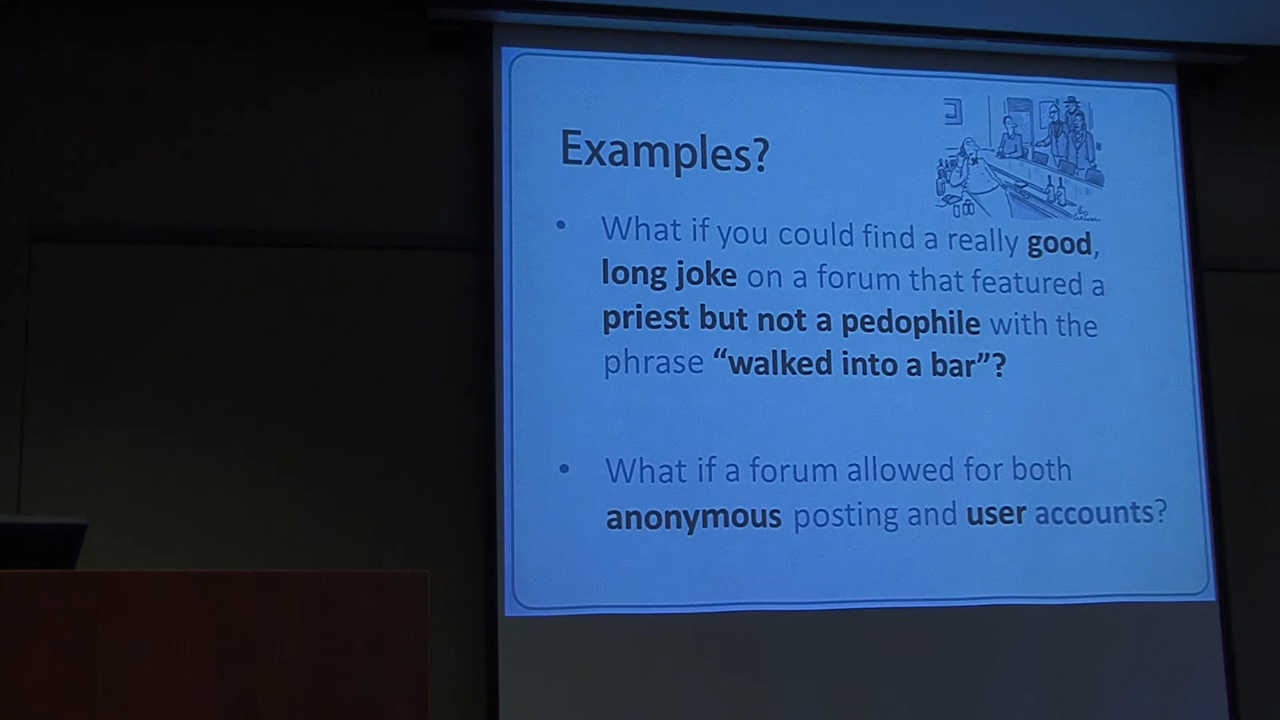 Examples?
• What if you could find a really good,
long joke on a forum that featured a
priest but not a pedophile with the
phrase “walked into a bar”?
• What if a forum allowed for both
anonymous posting and user accounts?